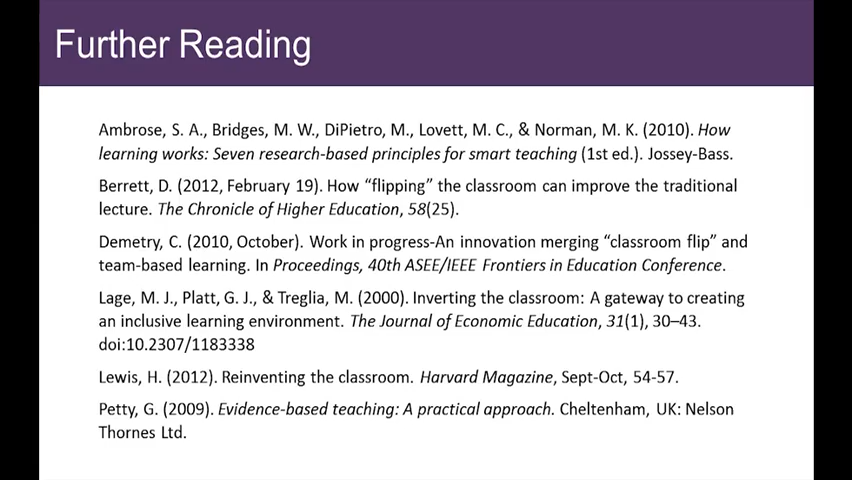 Further Reading
Ambrose, S. A., Bridges, M. W., DiPietro, M., Lovett, M. C., & Norman, M. K. (2010). How
learning works: Seven research-based principles for smart teaching (1st ed.). Jossey-Bass.
Berrett, D. (2012, February 19). How “flipping” the classroom can improve the traditional
lecture. The Chronicle of Higher Education, 58(25).
Demetry, C. (2010, October). Work in progress-An innovation merging “classroom flip” and
team-based learning. In Proceedings, 40th ASEE/IEEE Frontiers in Education Conference.
Lage, M. J., Platt, G. J., & Treglia, M. (2000). Inverting the classroom: A gateway to creating
an inclusive learning environment. The Journal of Economic Education, 31(1), 30–43.
doi:10.2307/1183338
Lewis, H. (2012). Reinventing the classroom. Harvard Magazine, Sept-Oct, 54-57.
Petty, G. (2009). Evidence-based teaching: A practical approach. Cheltenham, UK: Nelson
Thornes Ltd.